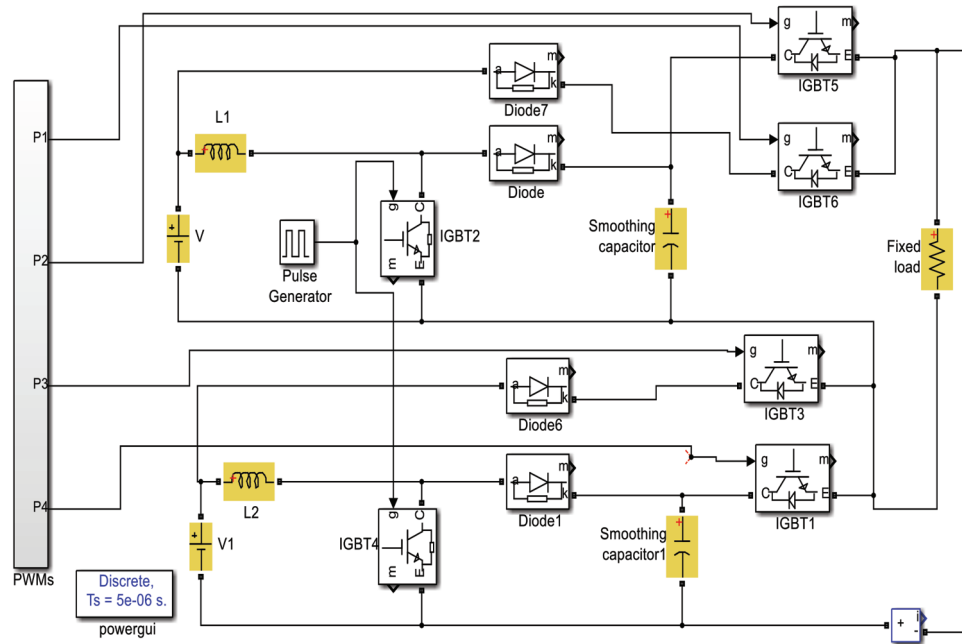 g
m
C
E
IGBT5
m
a
k
Diode7
P1
L1
g
m
C
E
IGBT6
a
m
k
Diode
V
g
C
m
E
IGBT2
Pulse
Generator
Smoothing
capacitor
Fixed
load
P2
g
m
C
E
IGBT3
P3
m
a
k
Diode6
g
m
C
E
IGBT1
P4
L2
m
a
k
Diode1
V1
g
C
m
E
IGBT4
Smoothing
capacitor1
PWMs
Discrete,
Ts = 5e-06 s.
powergui
i
+
-